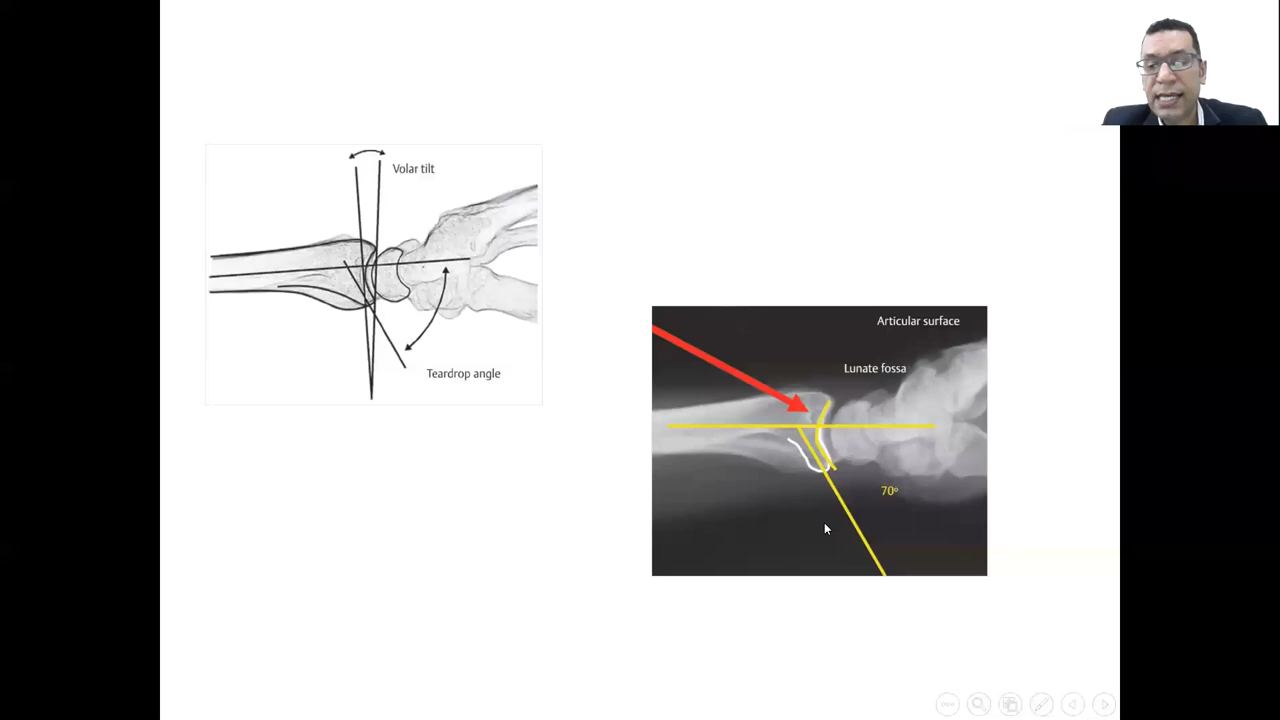 Volar tilt
Teardrop angle
Articular surface
Lunate fossa
70º